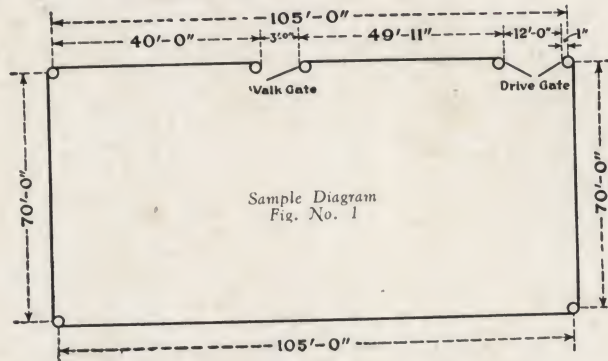 105'-0"
40'-0" 3'-0" 49'-11" 12'-0" 1"
Walk Gate Drive Gate
70'-0" 70'-0"
Sample Diagram
Fig. No. 1
105'-0"